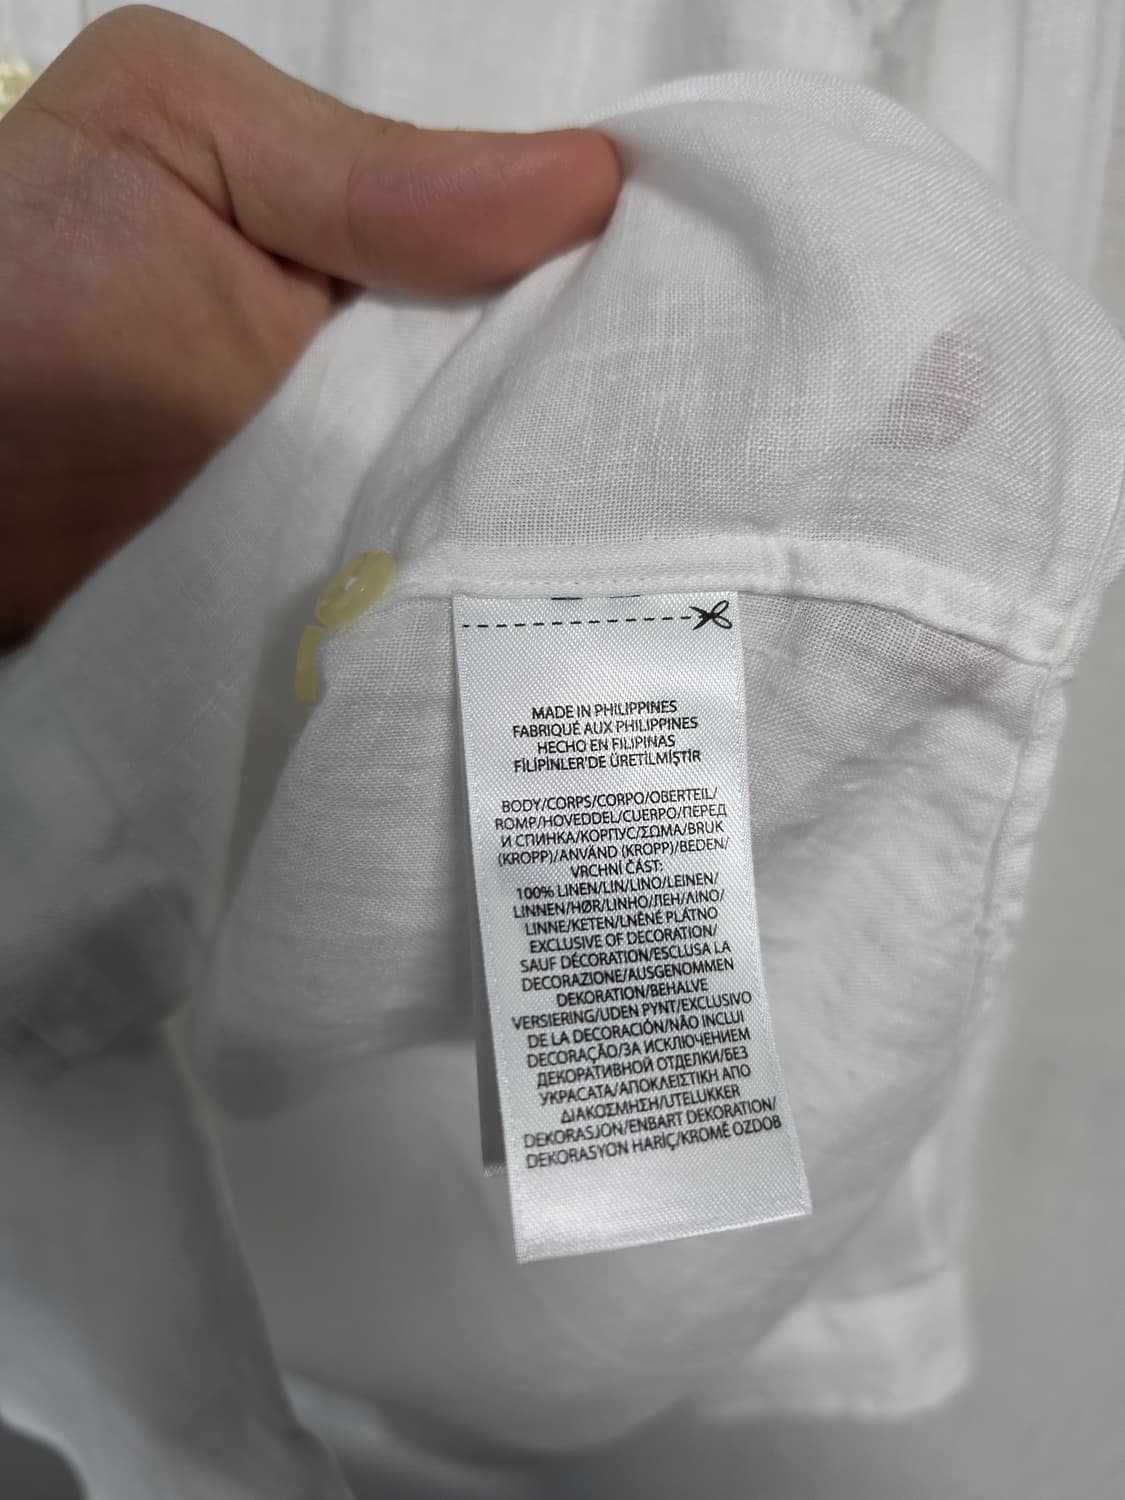 MADE IN PHILIPPINES
FABRIQUÉ AUX PHILIPPINES
HECHO EN FILIPINAS
FİLİPİNLER'DE ÜRETİLMİŞTİR
BODY/CORPS/CORPO/OBERTEIL/
ROMP/HOVEDDEL/CUERPO/ПЕРЕД
И СПИНКА/КОРПУС/ΣΩΜΑ/BRUK
(KROPP)/ANVÄND (KROPP)/BEDEN/
VRCHNÍ ČÁST:
100% LINEN/LIN/LINO/LEINEN/
LINNEN/HØR/LINHO/ЛЕН/ΛΙΝΟ/
LINNE/KETEN/LNĚNÉ PLÁTNO
EXCLUSIVE OF DECORATION/
SAUF DÉCORATION/ESCLUSA LA
DECORAZIONE/AUSGENOMMEN
DEKORATION/BEHALVE
VERSIERING/UDEN PYNT/EXCLUSIVO
DE LA DECORACIÓN/NÃO INCLUI
DECORAÇÃO/ЗА ИСКЛЮЧЕНИЕМ
ДЕКОРАТИВНОЙ ОТДЕЛКИ/БЕЗ
УКРАСАТА/ΑΠΟΚΛΕΙΣΤΙΚΗ ΑΠΟ
ΔΙΑΚΟΣΜΗΣΗ/UTELUKKER
DEKORASJON/ENBART DEKORATION/
DEKORASYON HARİÇ/KROMĚ OZDOB